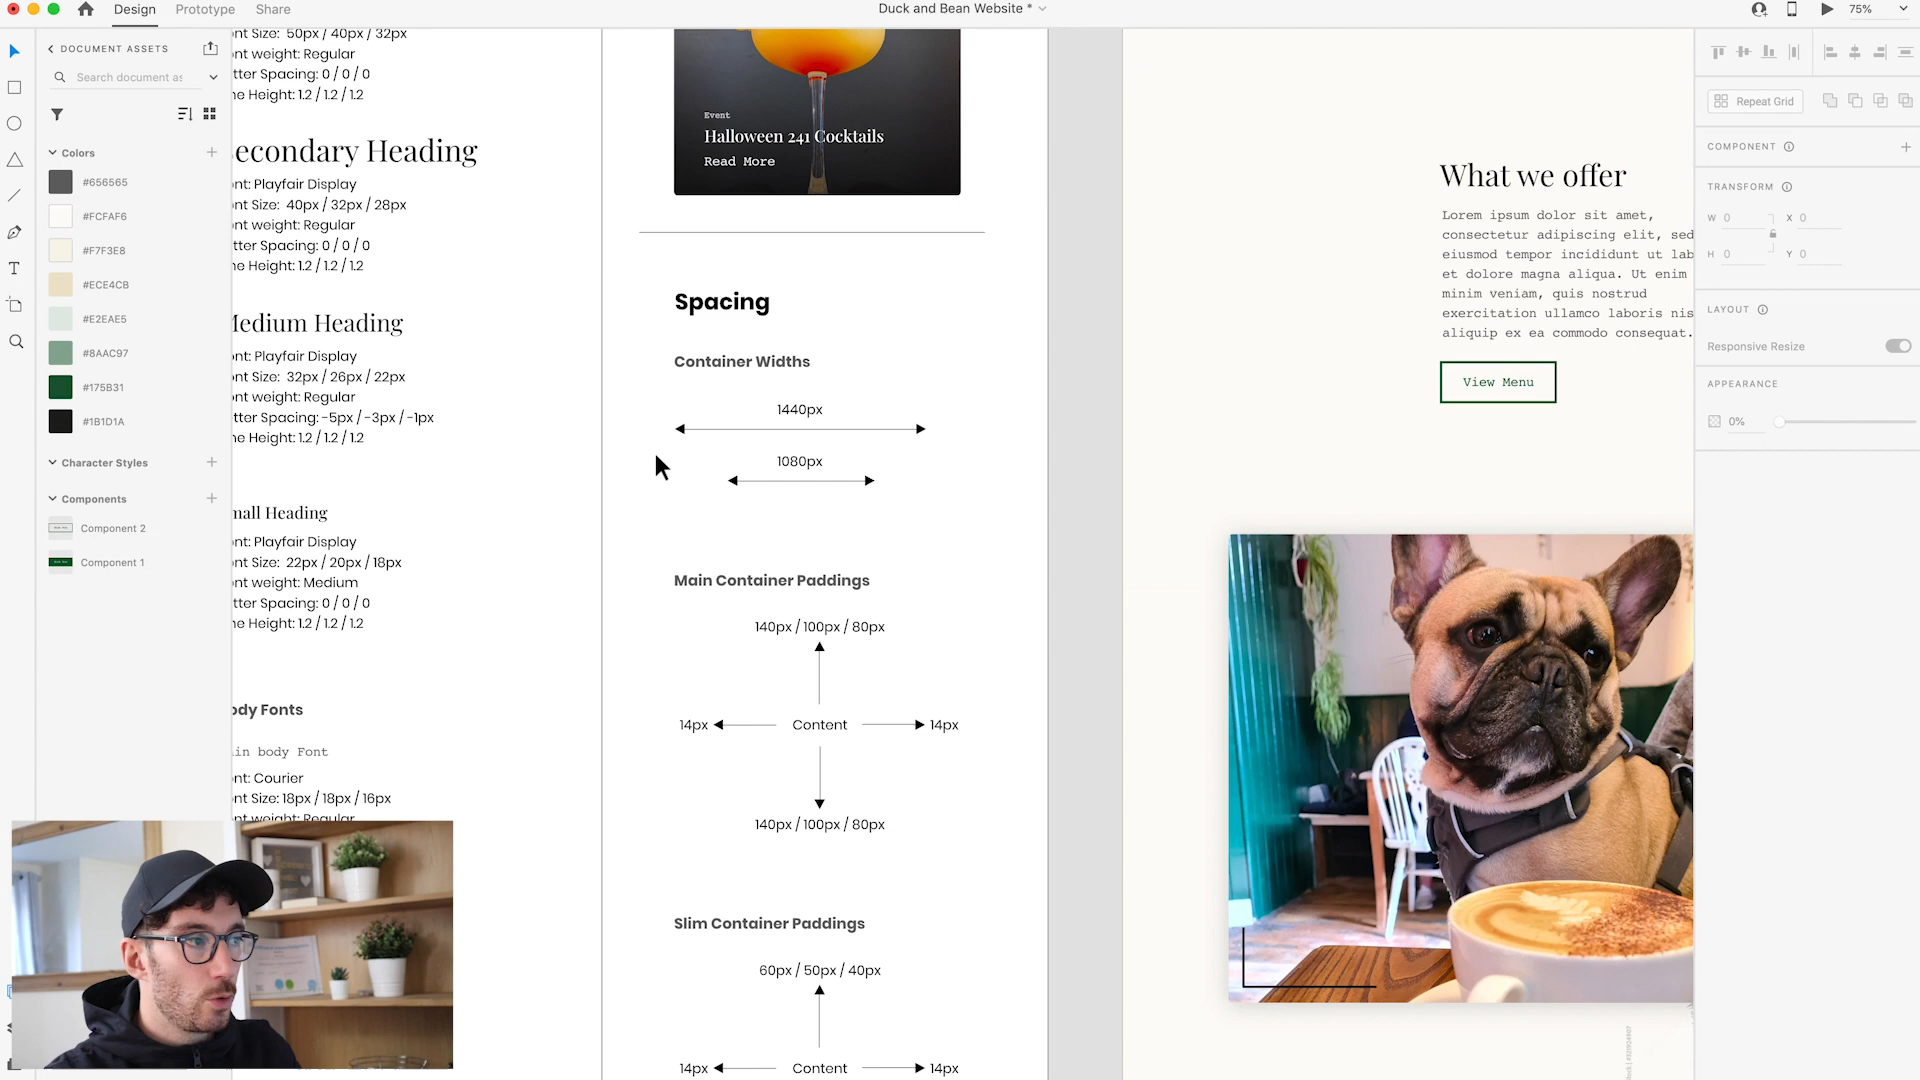 Design
Prototype
Share
Duck and Bean Website *
75%
DOCUMENT ASSETS
Search document as
Colors
#656565
#FCFAF6
#F7F3E8
#ECE4CB
#E2EAE5
#8AAC97
#175B31
#1B1D1A
Character Styles
Components
Component 2
Component 1
nt Size: 50px / 40px / 32px
nt weight: Regular
tter Spacing: 0 / 0 / 0
ne Height: 1.2 / 1.2 / 1.2
econdary Heading
nt: Playfair Display
nt Size: 40px / 32px / 28px
nt weight: Regular
tter Spacing: 0 / 0 / 0
ne Height: 1.2 / 1.2 / 1.2
Medium Heading
nt: Playfair Display
nt Size: 32px / 26px / 22px
nt weight: Regular
tter Spacing: -5px / -3px / -1px
ne Height: 1.2 / 1.2 / 1.2
mall Heading
nt: Playfair Display
nt Size: 22px / 20px / 18px
nt weight: Medium
tter Spacing: 0 / 0 / 0
ne Height: 1.2 / 1.2 / 1.2
ody Fonts
in body Font
nt: Courier
nt Size: 18px / 18px / 16px
nt weight: Regular
Event
Halloween 241 Cocktails
Read More
Spacing
Container Widths
1440px
1080px
Main Container Paddings
140px / 100px / 80px
14px
Content
14px
140px / 100px / 80px
Slim Container Paddings
60px / 50px / 40px
14px
Content
14px
What we offer
Lorem ipsum dolor sit amet,
consectetur adipiscing elit, sed
eiusmod tempor incididunt ut lab
et dolore magna aliqua. Ut enim
minim veniam, quis nostrud
exercitation ullamco laboris nis
aliquip ex ea commodo consequat.
View Menu
Repeat Grid
COMPONENT
TRANSFORM
W 0
X 0
H 0
Y 0
LAYOUT
Responsive Resize
APPEARANCE
0%